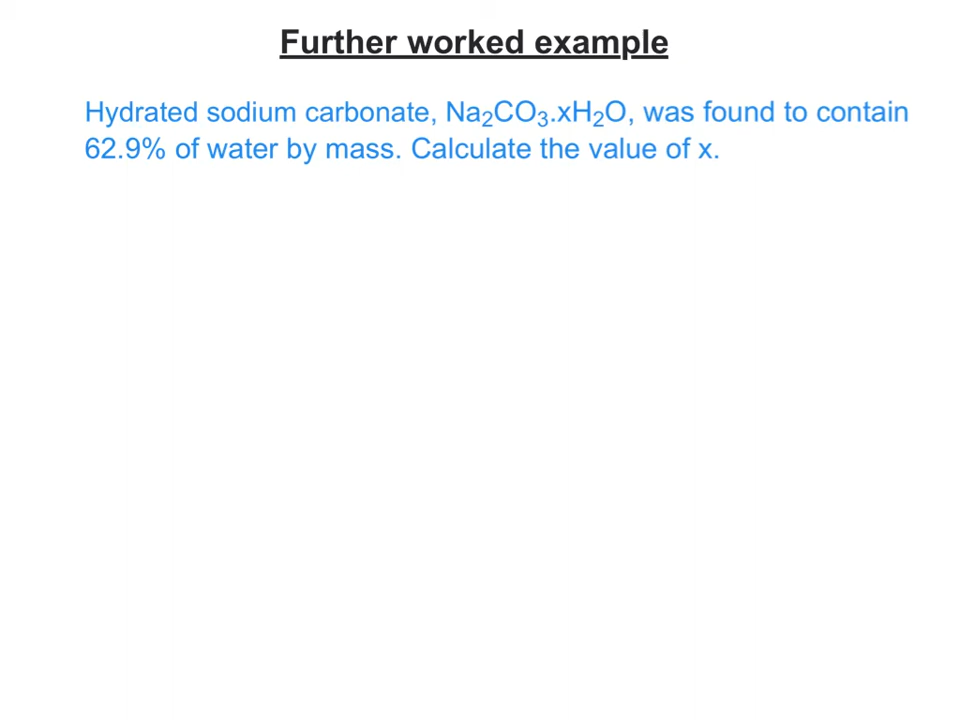 Further worked example
Hydrated sodium carbonate, Na₂CO₃.xH₂O, was found to contain
62.9% of water by mass. Calculate the value of x.